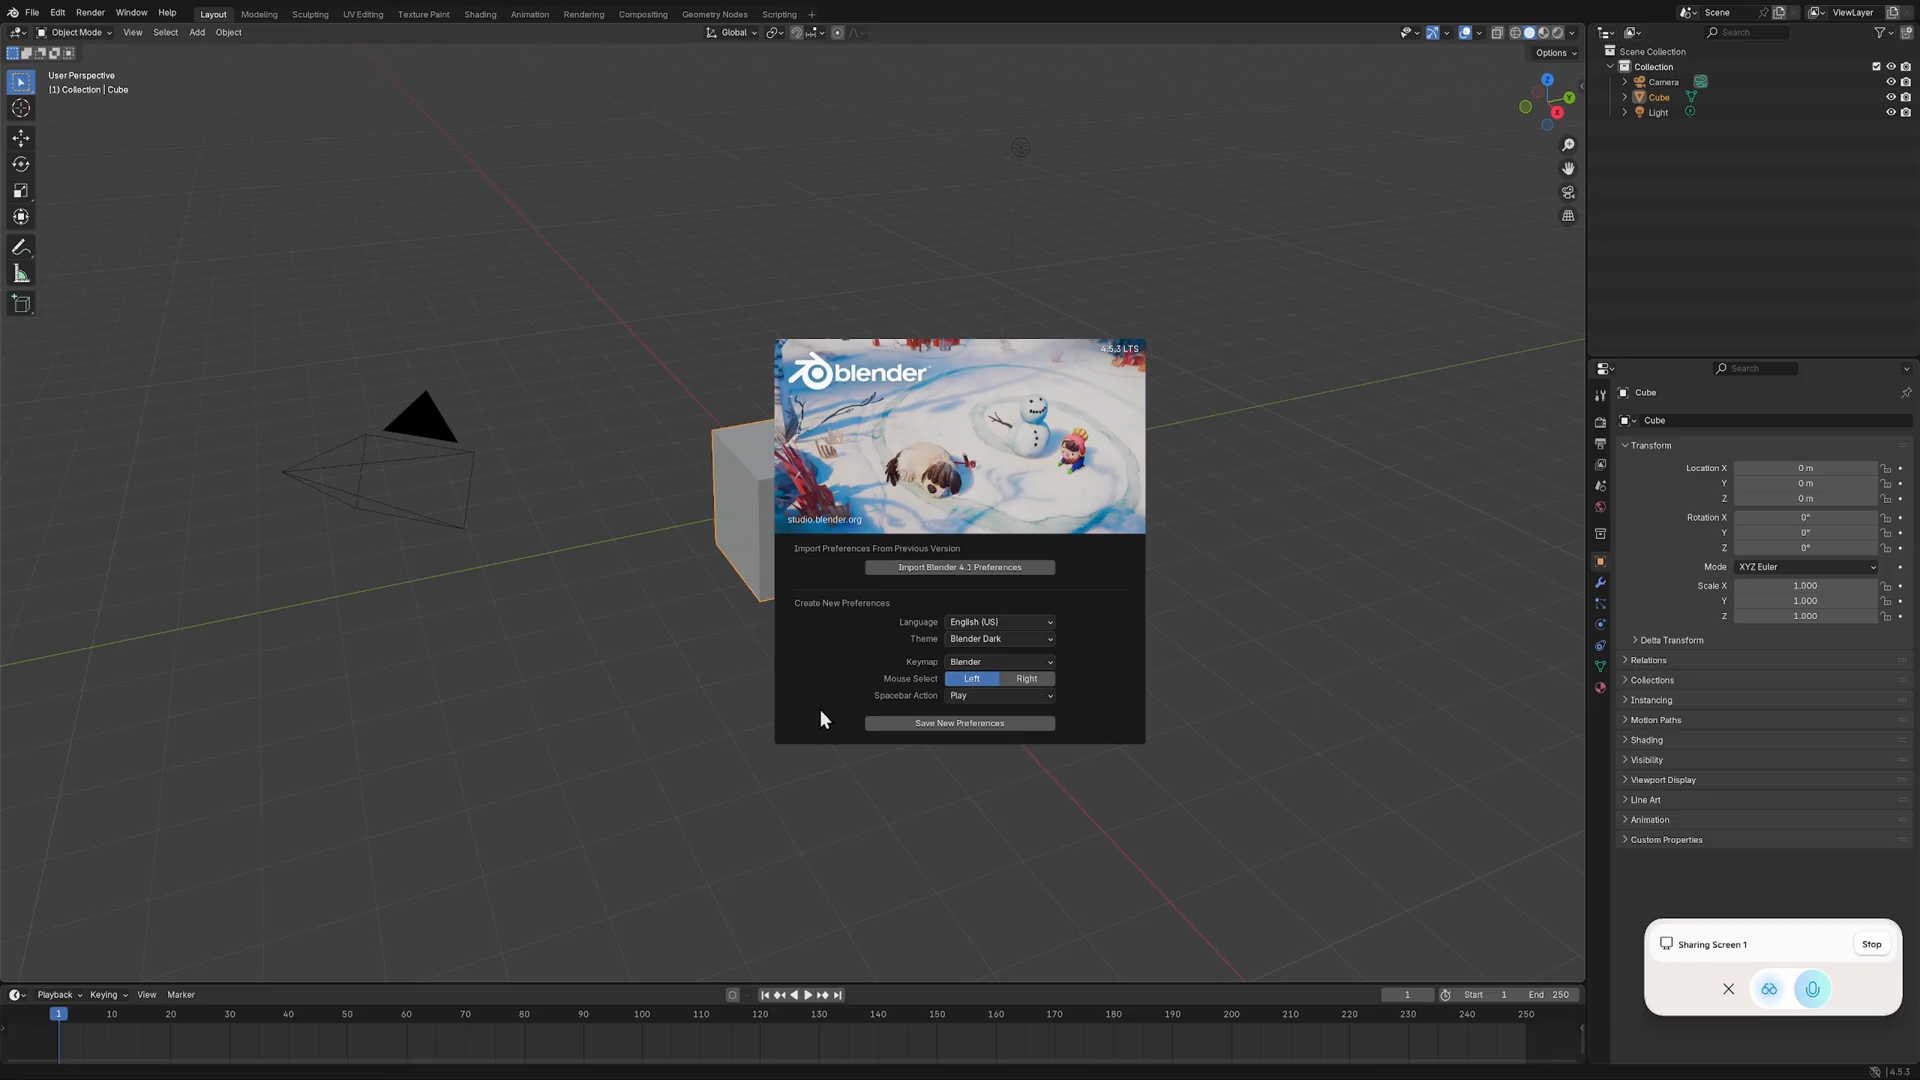 File Edit Render Window Help Layout Modeling Sculpting UV Editing Texture Paint Shading Animation Rendering Compositing Geometry Nodes Scripting + Scene ViewLayer
Object Mode View Select Add Object Global Search
Options
User Perspective
(1) Collection | Cube
Z
Y
X
Scene Collection
Collection
Camera
Cube
Light
4.5.3 LTS
blender
studio.blender.org
Import Preferences From Previous Version
Import Blender 4.1 Preferences
Create New Preferences
Language English (US)
Theme Blender Dark
Keymap Blender
Mouse Select Left Right
Spacebar Action Play
Save New Preferences
Search
Cube
Cube
Transform
Location X 0 m
Y 0 m
Z 0 m
Rotation X 0°
Y 0°
Z 0°
Mode XYZ Euler
Scale X 1.000
Y 1.000
Z 1.000
Delta Transform
Relations
Collections
Instancing
Motion Paths
Shading
Visibility
Viewport Display
Line Art
Animation
Custom Properties
Sharing Screen 1 Stop
Playback Keying View Marker 1 Start 1 End 250
1 10 20 30 40 50 60 70 80 90 100 110 120 130 140 150 160 170 180 190 200 210 220 230 240 250
4.5.3